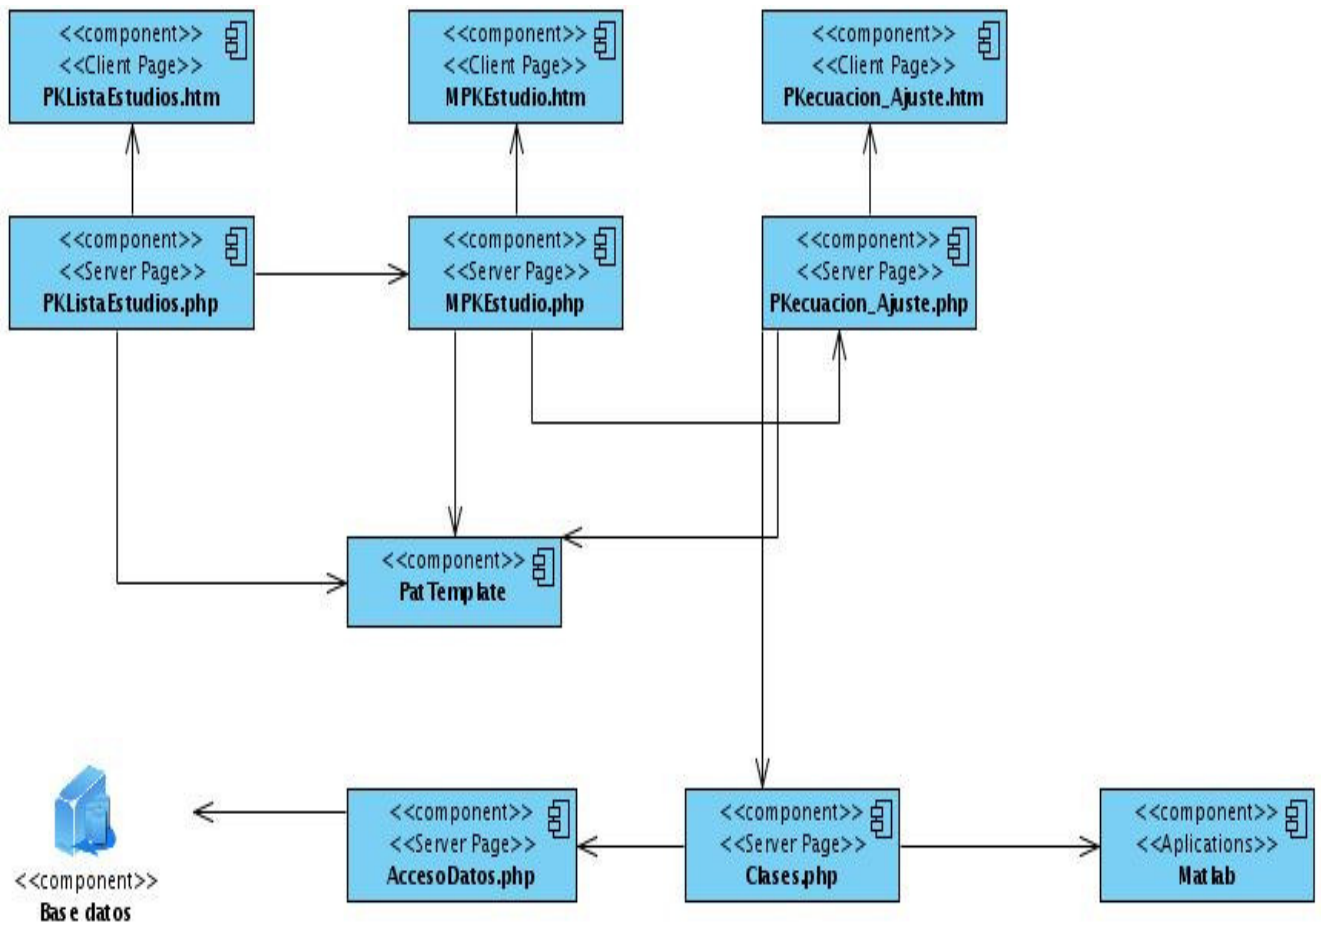 <<component>>
<<Client Page>>
PKListaEstudios.htm
<<component>>
<<Client Page>>
MPKEstudio.htm
<<component>>
<<Client Page>>
PKecuacion_Ajuste.htm
<<component>>
<<Server Page>>
PKListaEstudios.php
<<component>>
<<Server Page>>
MPKEstudio.php
<<component>>
<<Server Page>>
PKecuacion_Ajuste.php
<<component>>
PatTemplate
<<component>>
Base datos
<<component>>
<<Server Page>>
AccesoDatos.php
<<component>>
<<Server Page>>
Clases.php
<<component>>
<<Aplications>>
Matlab